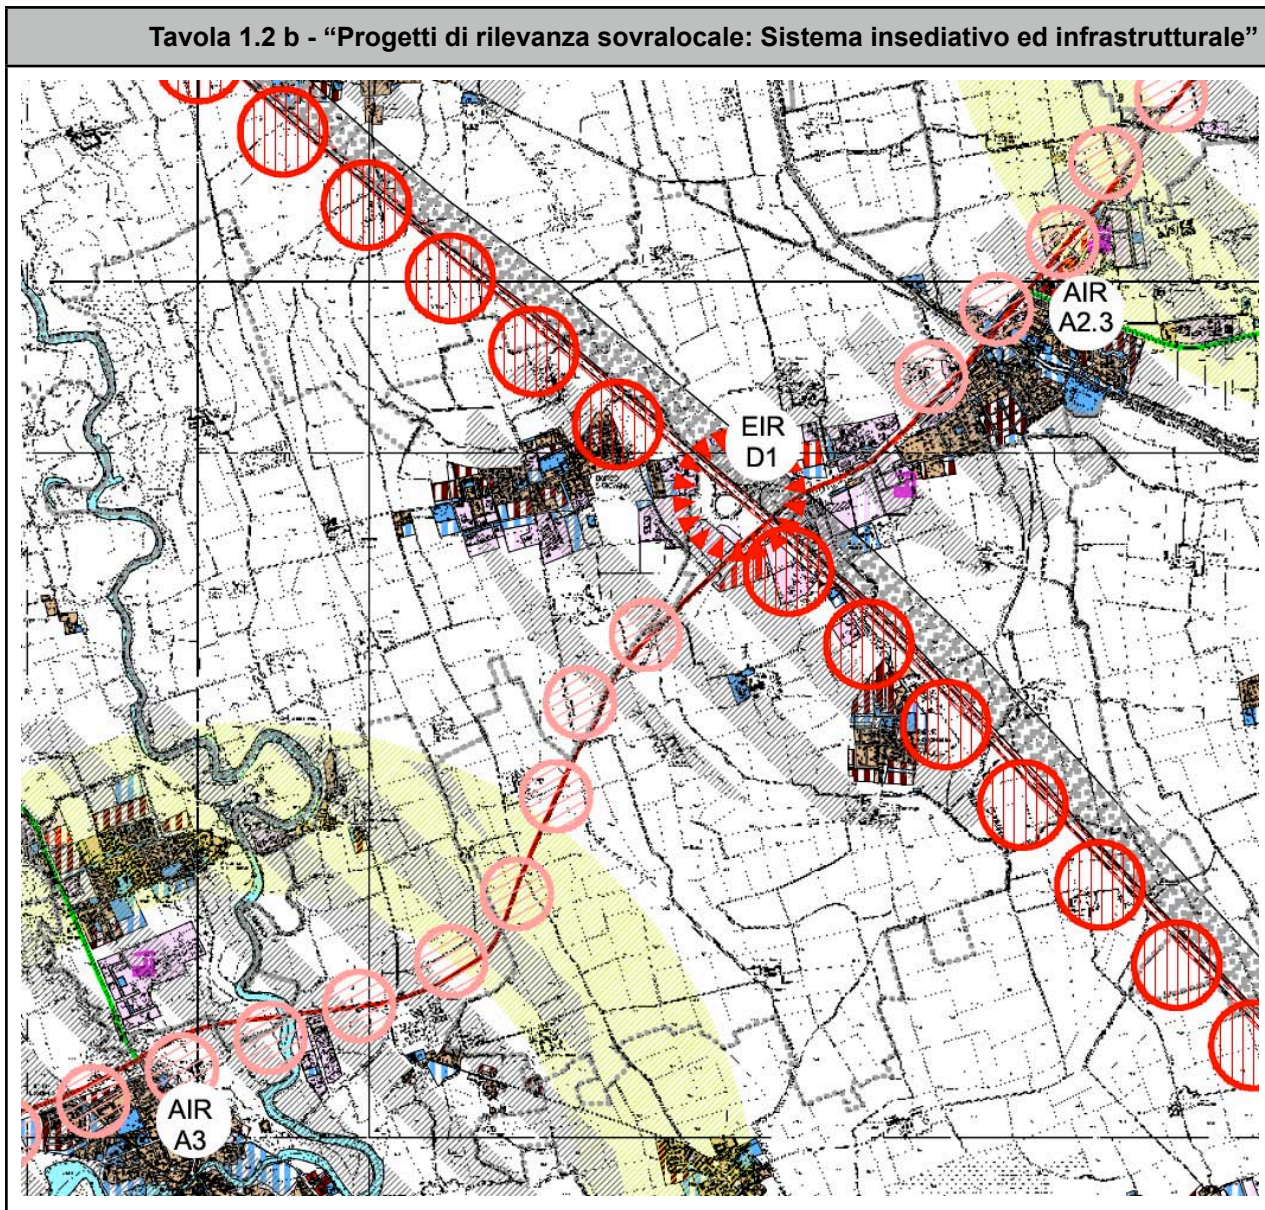 Tavola 1.2 b - “Progetti di rilevanza sovralocale: Sistema insediativo ed infrastrutturale”
AIR
A2.3
EIR
D1
AIR
A3